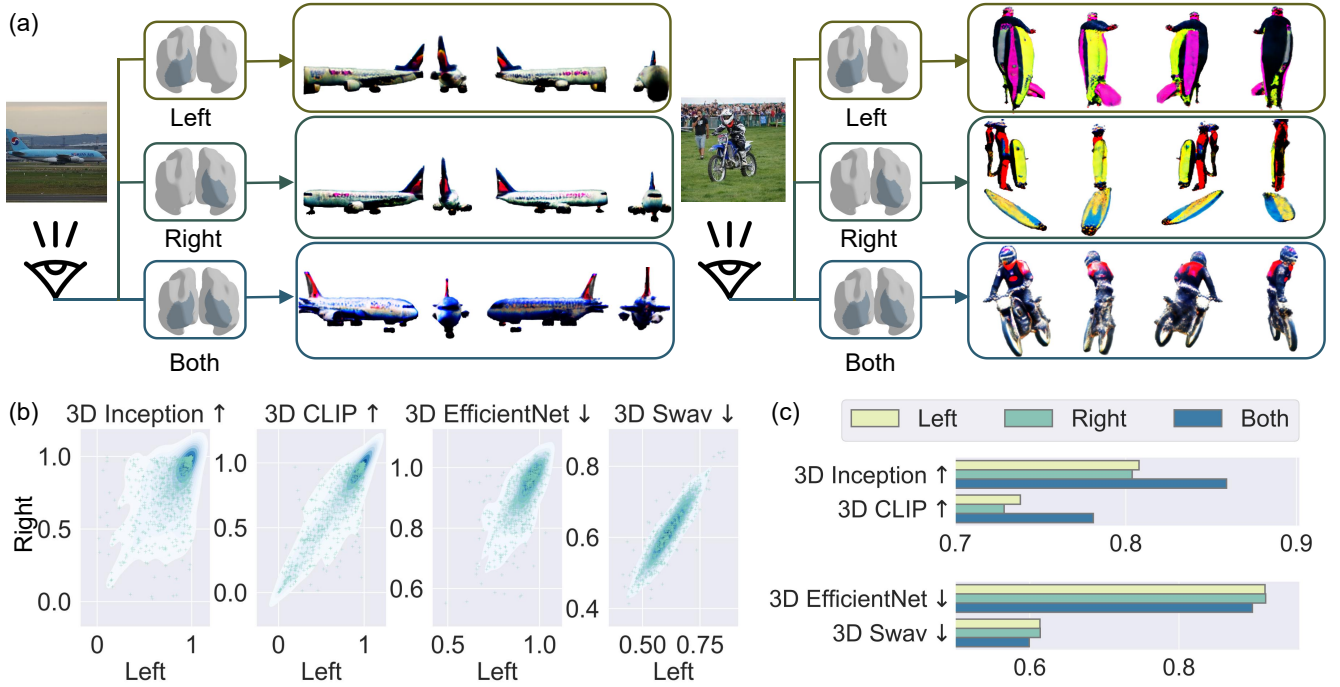 (a)
Left
Right
Both
Left
Right
Both
(b)
3D Inception ↑
3D CLIP ↑
3D EfficientNet ↓
3D Swav ↓
Right
1.0
0.5
0.0
0
1
Left
1.0
0.5
0.0
0
1
Left
1.0
0.8
0.6
0.5
1.0
Left
0.8
0.6
0.4
0.50
0.75
Left
(c)
Left
Right
Both
3D Inception ↑
3D CLIP ↑
0.7
0.8
0.9
3D EfficientNet ↓
3D Swav ↓
0.6
0.8